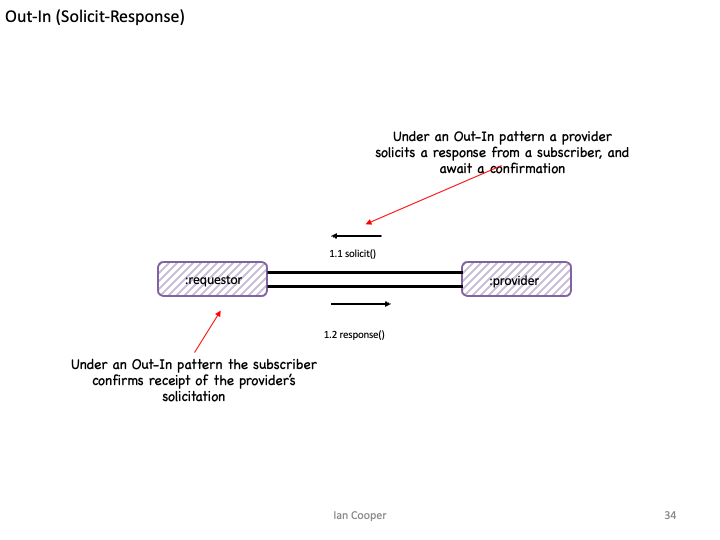 Out-In (Solicit-Response)
Under an Out-In pattern a provider
solicits a response from a subscriber, and
await a confirmation
1.1 solicit()
:requestor
:provider
1.2 response()
Under an Out-In pattern the subscriber
confirms receipt of the provider's
solicitation
Ian Cooper
34